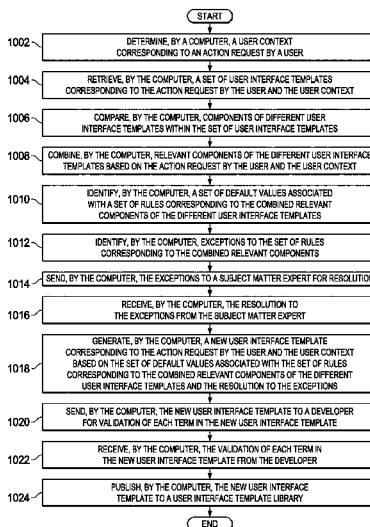 START
1002
DETERMINE, BY A COMPUTER, A USER CONTEXT
CORRESPONDING TO AN ACTION REQUEST BY A USER
1004
RETRIEVE, BY THE COMPUTER, A SET OF USER INTERFACE TEMPLATES
CORRESPONDING TO THE ACTION REQUEST BY THE USER AND THE USER CONTEXT
1006
COMPARE, BY THE COMPUTER, COMPONENTS OF DIFFERENT USER
INTERFACE TEMPLATES WITHIN THE SET OF USER INTERFACE TEMPLATES
1008
COMBINE, BY THE COMPUTER, RELEVANT COMPONENTS OF THE DIFFERENT USER INTERFACE
TEMPLATES BASED ON THE ACTION REQUEST BY THE USER AND THE USER CONTEXT
1010
IDENTIFY, BY THE COMPUTER, A SET OF DEFAULT VALUES ASSOCIATED
WITH A SET OF RULES CORRESPONDING TO THE COMBINED RELEVANT
COMPONENTS OF THE DIFFERENT USER INTERFACE TEMPLATES
1012
IDENTIFY, BY THE COMPUTER, EXCEPTIONS TO THE SET OF RULES
CORRESPONDING TO THE COMBINED RELEVANT COMPONENTS
1014
SEND, BY THE COMPUTER, THE EXCEPTIONS TO A SUBJECT MATTER EXPERT FOR RESOLUTION
1016
RECEIVE, BY THE COMPUTER, THE RESOLUTION TO
THE EXCEPTIONS FROM THE SUBJECT MATTER EXPERT
1018
GENERATE, BY THE COMPUTER, A NEW USER INTERFACE TEMPLATE
CORRESPONDING TO THE ACTION REQUEST BY THE USER AND THE USER CONTEXT
BASED ON THE SET OF DEFAULT VALUES ASSOCIATED WITH THE SET OF RULES
CORRESPONDING TO THE COMBINED RELEVANT COMPONENTS OF THE DIFFERENT
USER INTERFACE TEMPLATES AND THE RESOLUTION TO THE EXCEPTIONS
1020
SEND, BY THE COMPUTER, THE NEW USER INTERFACE TEMPLATE TO A DEVELOPER
FOR VALIDATION OF EACH TERM IN THE NEW USER INTERFACE TEMPLATE
1022
RECEIVE, BY THE COMPUTER, THE VALIDATION OF EACH TERM IN
THE NEW USER INTERFACE TEMPLATE FROM THE DEVELOPER
1024
PUBLISH, BY THE COMPUTER, THE NEW USER INTERFACE
TEMPLATE TO A USER INTERFACE TEMPLATE LIBRARY
END